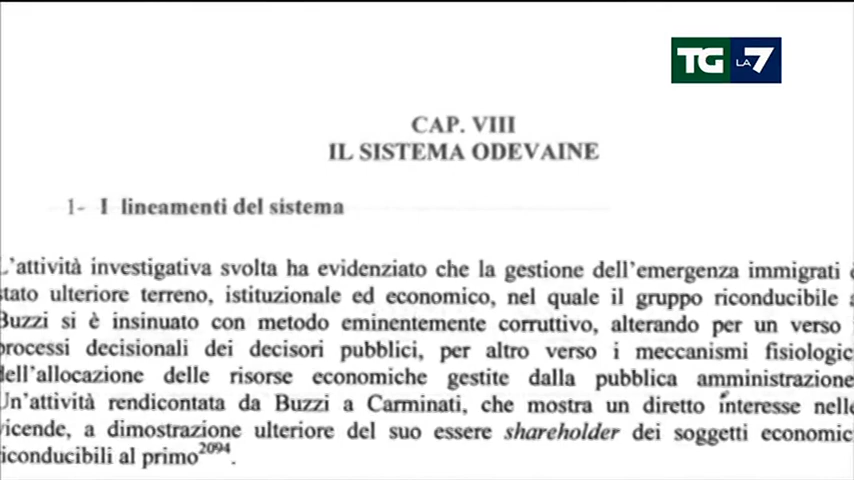 TG LA7
CAP. VIII
IL SISTEMA ODEVAINE
1- I lineamenti del sistema
L'attività investigativa svolta ha evidenziato che la gestione dell'emergenza immigrati è
stato ulteriore terreno, istituzionale ed economico, nel quale il gruppo riconducibile a
Buzzi si è insinuato con metodo eminentemente corruttivo, alterando per un verso
processi decisionali dei decisori pubblici, per altro verso i meccanismi fisiologic
dell'allocazione delle risorse economiche gestite dalla pubblica amministrazione
Un'attività rendicontata da Buzzi a Carminati, che mostra un diretto interesse nelle
vicende, a dimostrazione ulteriore del suo essere shareholder dei soggetti economic
riconducibili al primo2094.